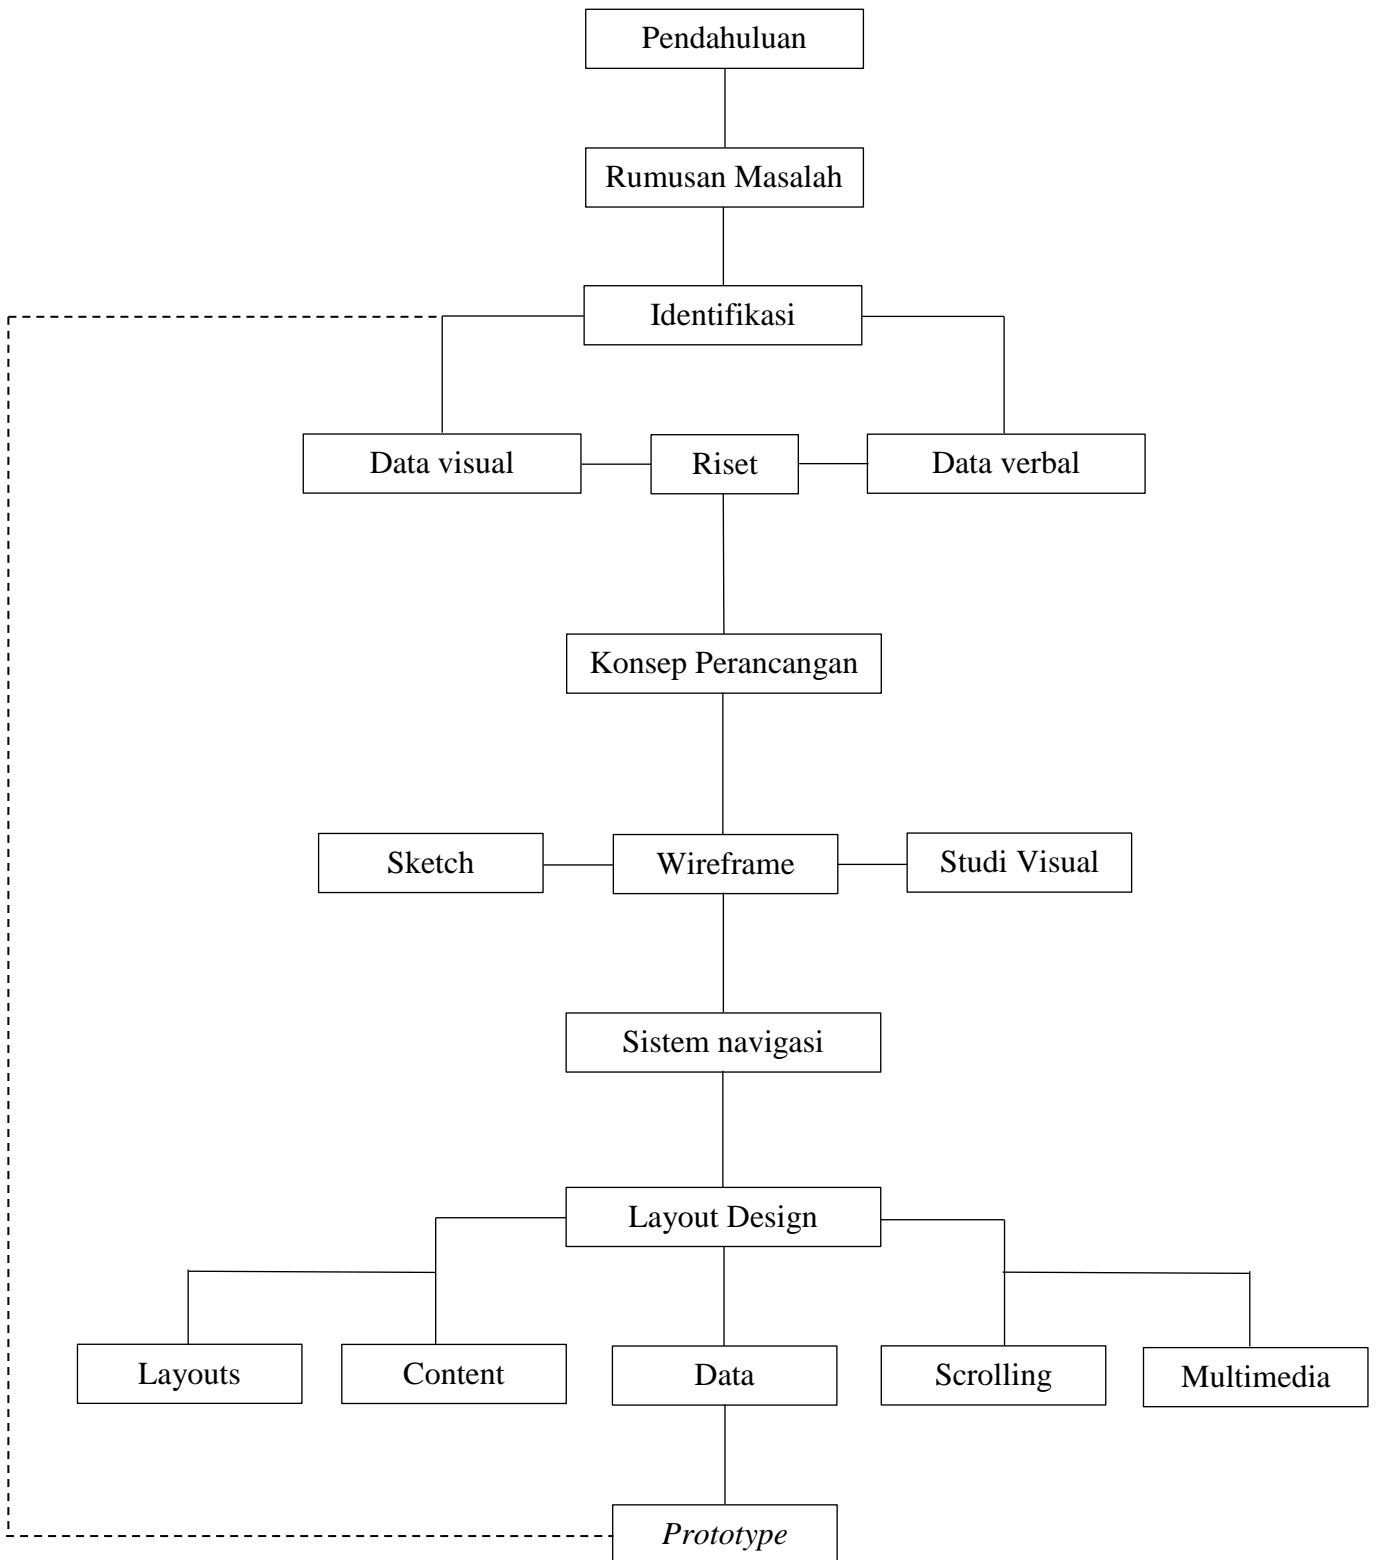 Pendahuluan
Rumusan Masalah
Identifikasi
Data visual
Riset
Data verbal
Konsep Perancangan
Sketch
Wireframe
Studi Visual
Sistem navigasi
Layout Design
Layouts
Content
Data
Scrolling
Multimedia
Prototype